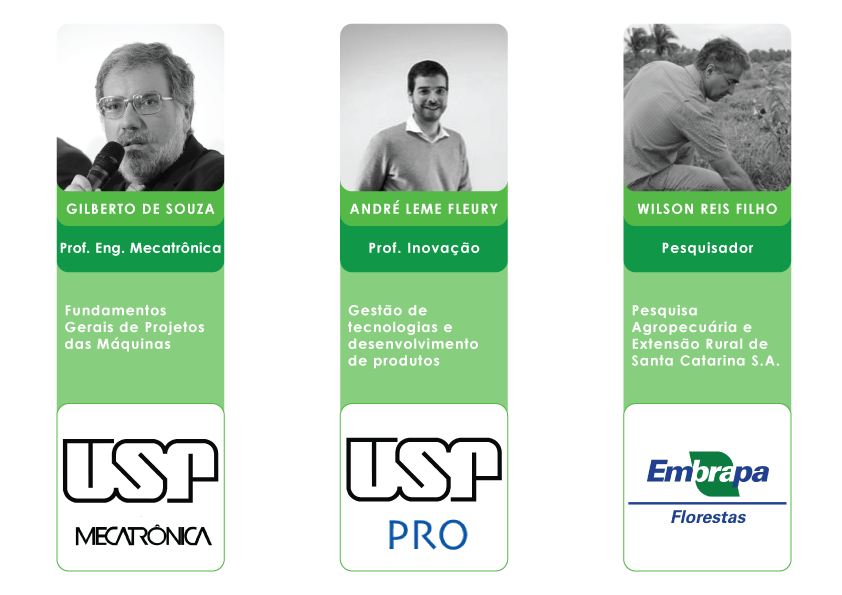 GILBERTO DE SOUZA
Prof. Eng. Mecatrônica
Fundamentos
Gerais de Projetos
das Máquinas
USP
MECATRÔNICA
ANDRÉ LEME FLEURY
Prof. Inovação
Gestão de
tecnologias e
desenvolvimento
de produtos
USP
PRO
WILSON REIS FILHO
Pesquisador
Pesquisa
Agropecuária e
Extensão Rural de
Santa Catarina S.A.
Embrapa
Florestas